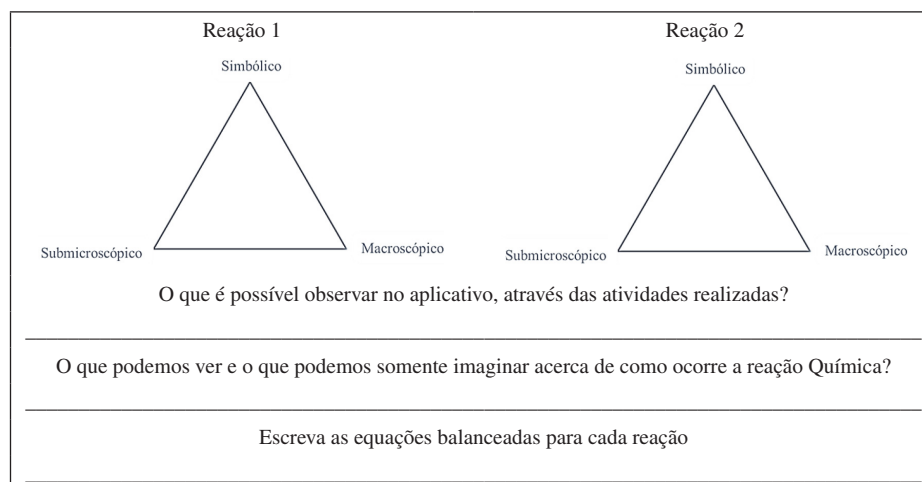 Reação 1
Reação 2
Simbólico
Simbólico
Submicroscópico
Macroscópico
Submicroscópico
Macroscópico
O que é possível observar no aplicativo, através das atividades realizadas?
O que podemos ver e o que podemos somente imaginar acerca de como ocorre a reação Química?
Escreva as equações balanceadas para cada reação